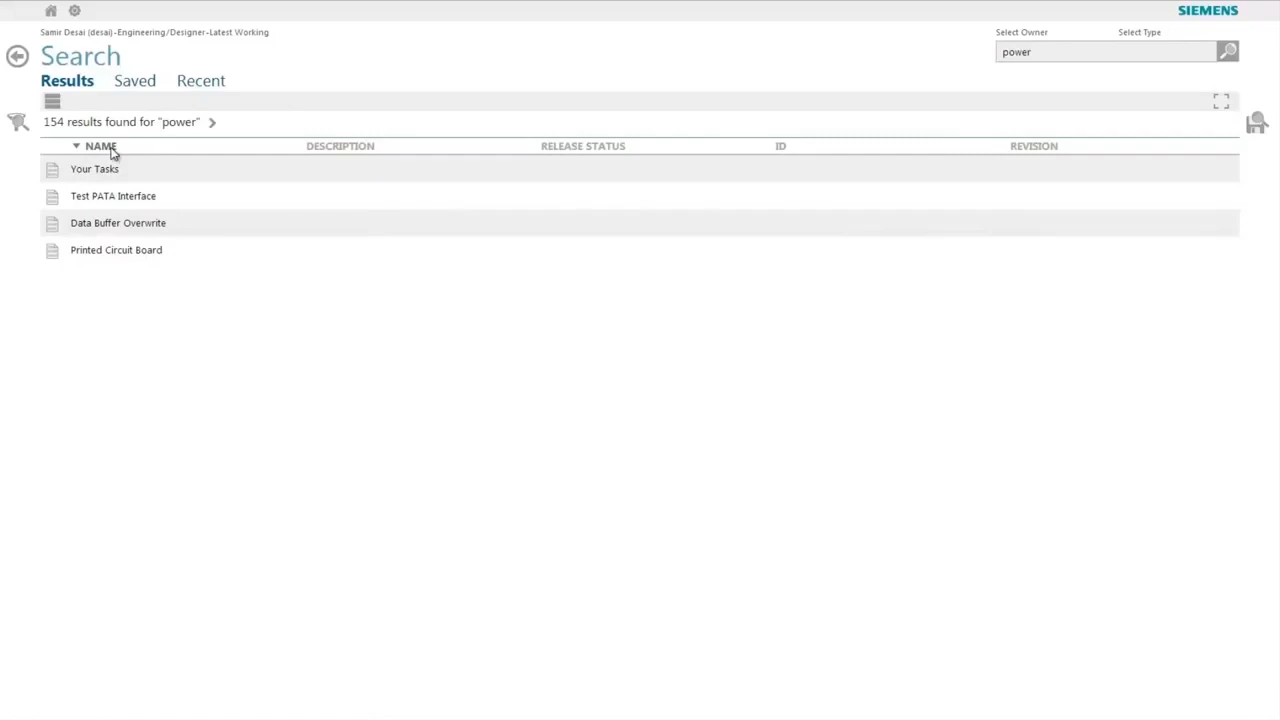 SIEMENS
Samir Desai (desai)-Engineering/Designer-Latest Working
Select Owner
Select Type
Search
power
Results
Saved
Recent
154 results found for "power"
NAME
DESCRIPTION
RELEASE STATUS
ID
REVISION
Your Tasks
Test PATA Interface
Data Buffer Overwrite
Printed Circuit Board